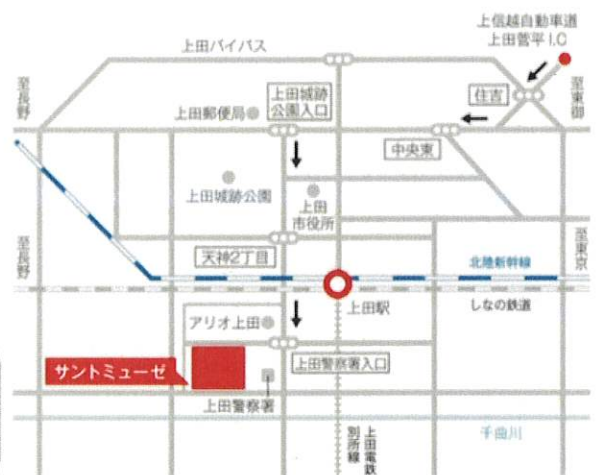 上信越自動車道
上田菅平 I.C
上田バイパス
至長野
上田城跡
公園入口
住吉
至東御
上田郵便局
中央東
上田城跡公園
上田
市役所
至長野
天神2丁目
北陸新幹線
至東京
上田駅
しなの鉄道
アリオ上田
サントミューゼ
上田警察署入口
上田警察署
上田電鉄
別所線
千曲川